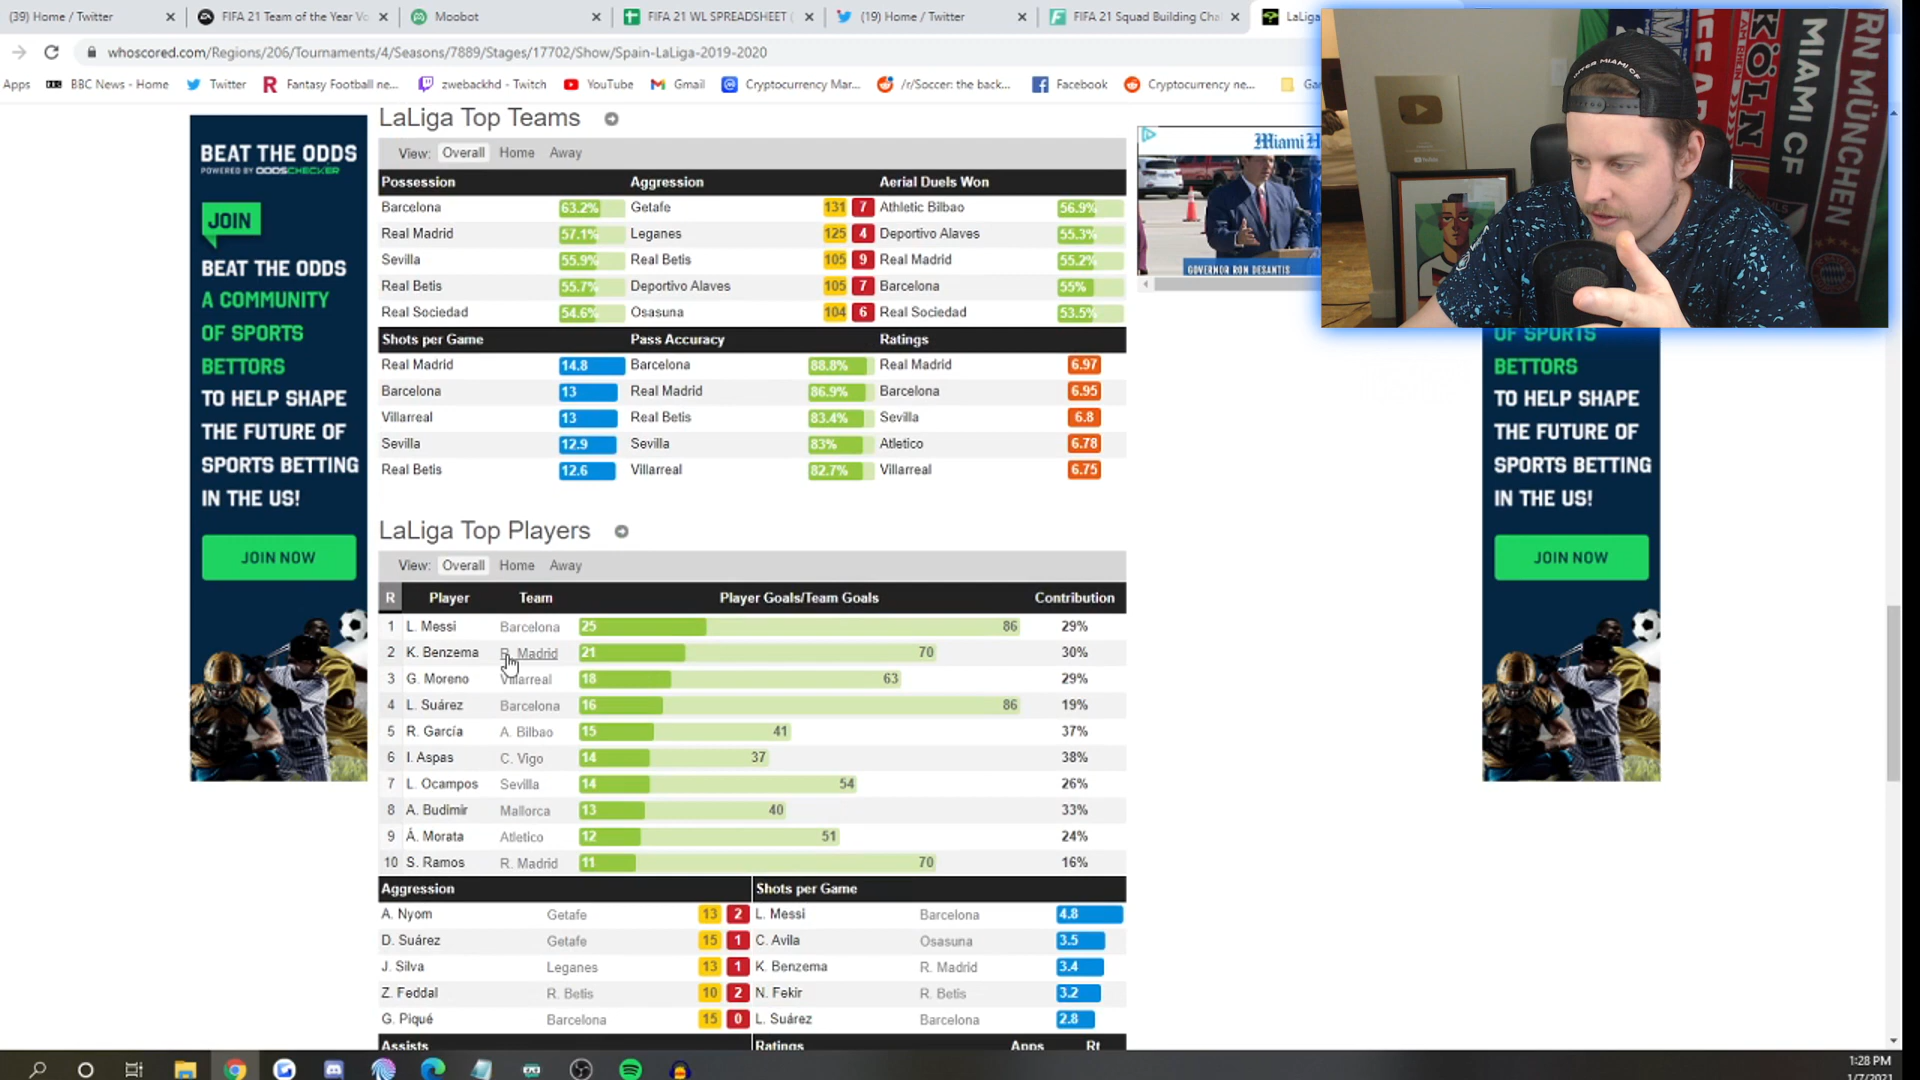 (39) Home / Twitter
FIFA 21 Team of the Year Vo
Moobot
FIFA 21 WL SPREADSHEET (
(19) Home / Twitter
FIFA 21 Squad Building Cha
LaLiga
whoscored.com/Regions/206/Tournaments/4/Seasons/7889/Stages/17702/Show/Spain-LaLiga-2019-2020
Apps
BBC News - Home
Twitter
Fantasy Football ne...
zwebackhd - Twitch
YouTube
Gmail
Cryptocurrency Mar...
/r/Soccer: the back...
Facebook
Cryptocurrency ne...
INTER MIAMI CF
KÖLN
MIAMI CF
RN MÜNCHEN
YouTube
BEAT THE ODDS
POWERED BY ODDSCHECKER
JOIN
BEAT THE ODDS
A COMMUNITY
OF SPORTS
BETTORS
TO HELP SHAPE
THE FUTURE OF
SPORTS BETTING
IN THE US!
JOIN NOW
LaLiga Top Teams
View: Overall Home Away
Possession Aggression Aerial Duels Won
Barcelona 63.2% Getafe 131 7 Athletic Bilbao 56.9%
Real Madrid 57.1% Leganes 125 4 Deportivo Alaves 55.3%
Sevilla 55.9% Real Betis 105 9 Real Madrid 55.2%
Real Betis 55.7% Deportivo Alaves 105 7 Barcelona 55%
Real Sociedad 54.6% Osasuna 104 6 Real Sociedad 53.5%
Shots per Game Pass Accuracy Ratings
Real Madrid 14.8 Barcelona 88.8% Real Madrid 6.97
Barcelona 13 Real Madrid 86.9% Barcelona 6.95
Villarreal 13 Real Betis 83.4% Sevilla 6.8
Sevilla 12.9 Sevilla 83% Atletico 6.78
Real Betis 12.6 Villarreal 82.7% Villarreal 6.75
LaLiga Top Players
View: Overall Home Away
R Player Team Player Goals/Team Goals Contribution
1 L. Messi Barcelona 25 86 29%
2 K. Benzema R. Madrid 21 70 30%
3 G. Moreno Villarreal 18 63 29%
4 L. Suárez Barcelona 16 86 19%
5 R. García A. Bilbao 15 41 37%
6 I. Aspas C. Vigo 14 37 38%
7 L. Ocampos Sevilla 14 54 26%
8 A. Budimir Mallorca 13 40 33%
9 Á. Morata Atletico 12 51 24%
10 S. Ramos R. Madrid 11 70 16%
Aggression Shots per Game
A. Nyom Getafe 13 2 L. Messi Barcelona 4.8
D. Suárez Getafe 15 1 C. Avila Osasuna 3.5
J. Silva Leganes 13 1 K. Benzema R. Madrid 3.4
Z. Feddal R. Betis 10 2 N. Fekir R. Betis 3.2
G. Piqué Barcelona 15 0 L. Suárez Barcelona 2.8
Assists Ratings Apps Rt
Miami H
GOVERNOR RON DESANTIS
OF SPORTS
BETTORS
TO HELP SHAPE
THE FUTURE OF
SPORTS BETTING
IN THE US!
JOIN NOW
1:28 PM
1/7/2021